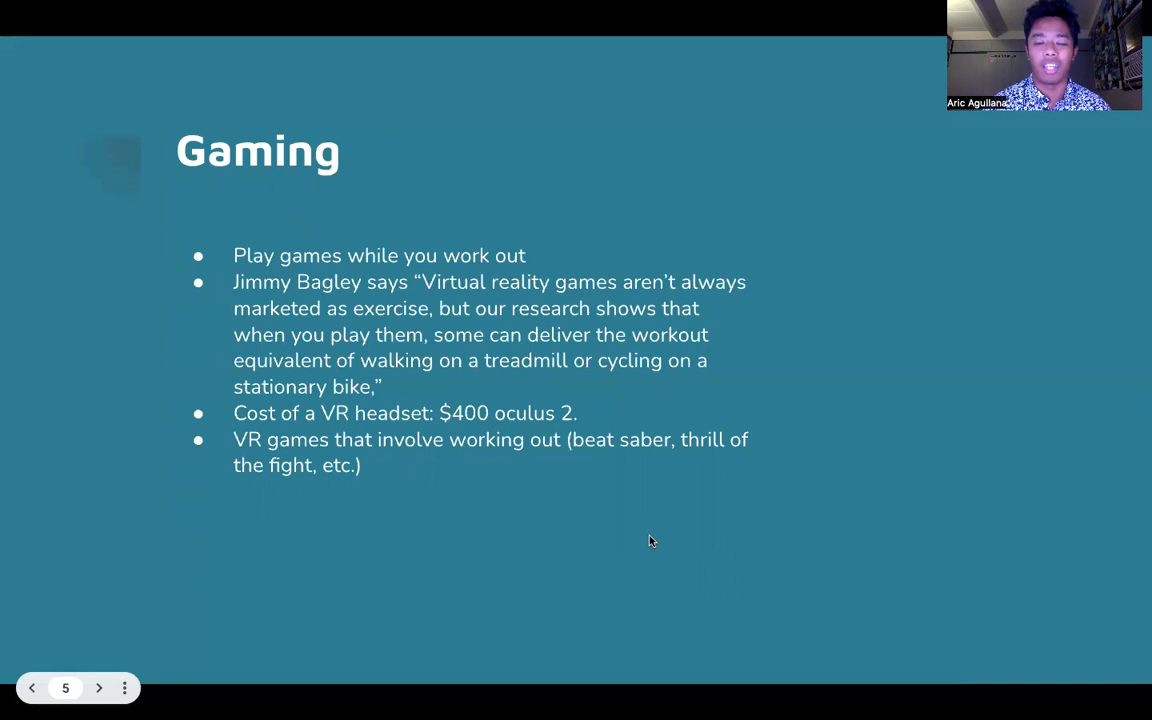 Aric Agullana
Gaming
● Play games while you work out
● Jimmy Bagley says “Virtual reality games aren’t always
marketed as exercise, but our research shows that
when you play them, some can deliver the workout
equivalent of walking on a treadmill or cycling on a
stationary bike,”
● Cost of a VR headset: $400 oculus 2.
● VR games that involve working out (beat saber, thrill of
the fight, etc.)
5